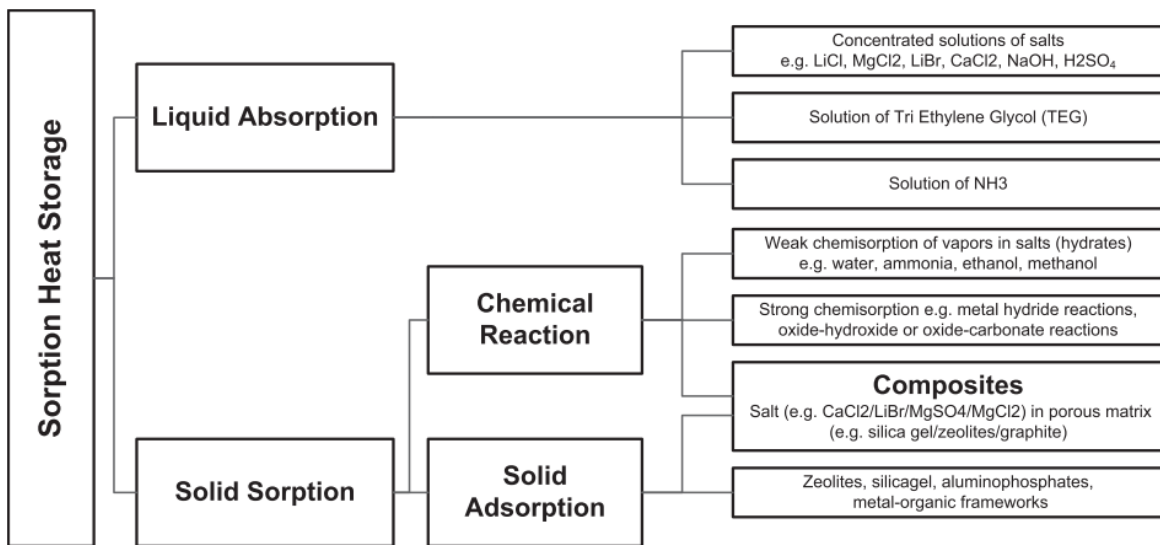 Sorption Heat Storage
Liquid Absorption
Concentrated solutions of salts
e.g. LiCl, MgCl2, LiBr, CaCl2, NaOH, H2SO₄
Solution of Tri Ethylene Glycol (TEG)
Solution of NH3
Solid Sorption
Chemical
Reaction
Weak chemisorption of vapors in salts (hydrates)
e.g. water, ammonia, ethanol, methanol
Strong chemisorption e.g. metal hydride reactions,
oxide-hydroxide or oxide-carbonate reactions
Composites
Salt (e.g. CaCl2/LiBr/MgSO4/MgCl2) in porous matrix
(e.g. silica gel/zeolites/graphite)
Solid
Adsorption
Zeolites, silicagel, aluminophosphates,
metal-organic frameworks